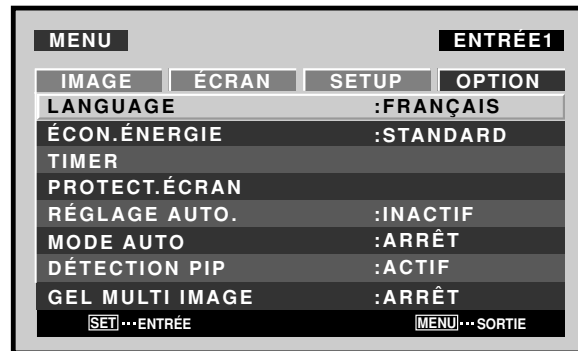 MENU ENTRÉE1
IMAGE ÉCRAN SETUP OPTION
LANGUAGE :FRANÇAIS
ÉCON.ÉNERGIE :STANDARD
TIMER
PROTECT.ÉCRAN
RÉGLAGE AUTO. :INACTIF
MODE AUTO :ARRÊT
DÉTECTION PIP :ACTIF
GEL MULTI IMAGE :ARRÊT
SET···ENTRÉE MENU···SORTIE